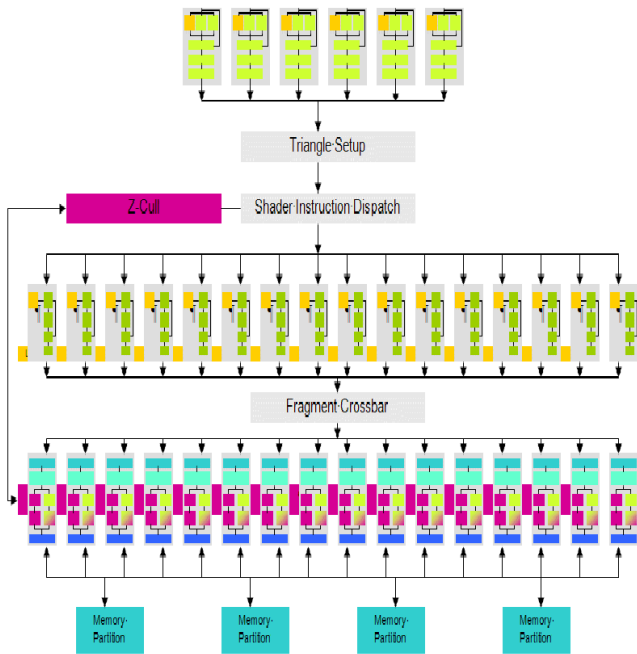 Triangle·Setup
Z-Cull
Shader·Instruction·Dispatch
Fragment·Crossbar
Memory·
Partition
Memory·
Partition
Memory·
Partition
Memory·
Partition